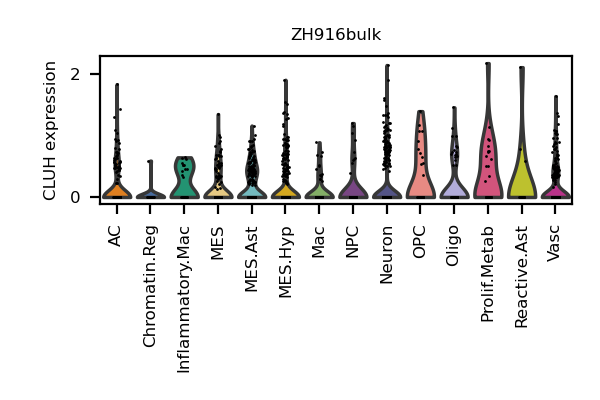 ZH916bulk
CLUH expression
2
0
AC
Chromatin.Reg
Inflammatory.Mac
MES
MES.Ast
MES.Hyp
Mac
NPC
Neuron
OPC
Oligo
Prolif.Metab
Reactive.Ast
Vasc